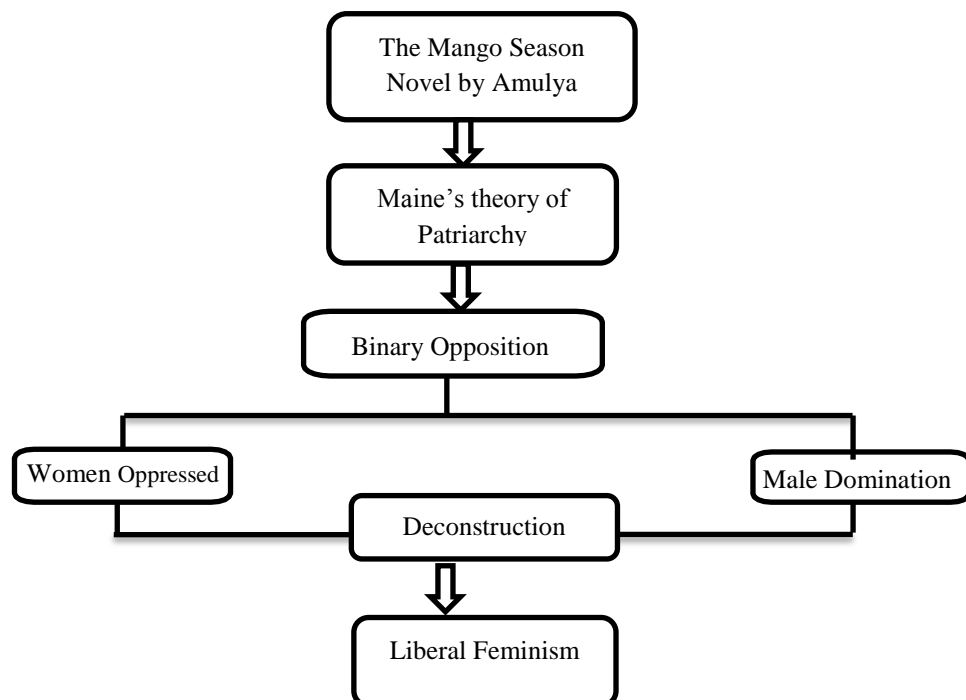 The Mango Season
Novel by Amulya
Maine’s theory of
Patriarchy
Binary Opposition
Women Oppressed
Male Domination
Deconstruction
Liberal Feminism